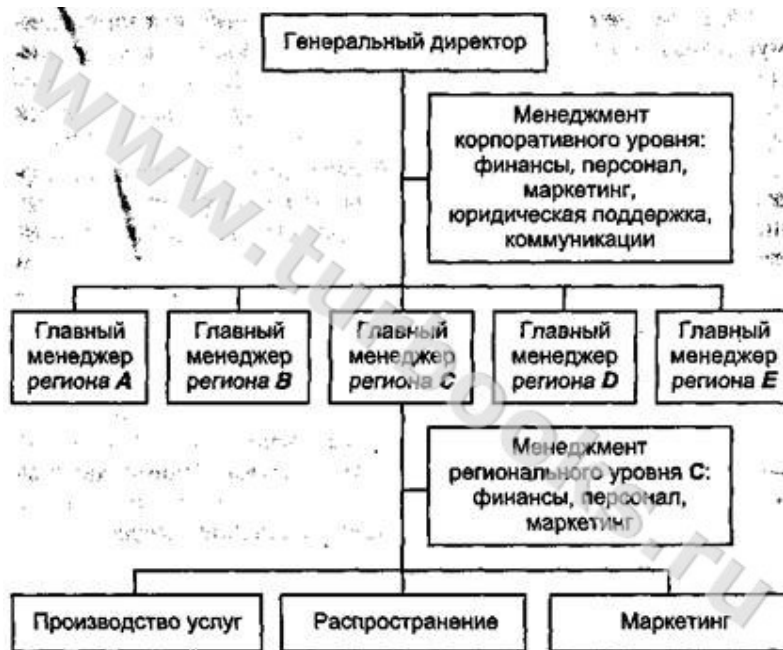 Генеральный директор
Менеджмент
корпоративного уровня:
финансы, персонал,
маркетинг,
юридическая поддержка,
коммуникации
Главный
менеджер
региона A
Главный
менеджер
региона B
Главный
менеджер
региона C
Главный
менеджер
региона D
Главный
менеджер
региона E
Менеджмент
регионального уровня C:
финансы, персонал,
маркетинг
Производство услуг
Распространение
Маркетинг
www.turbooks.ru